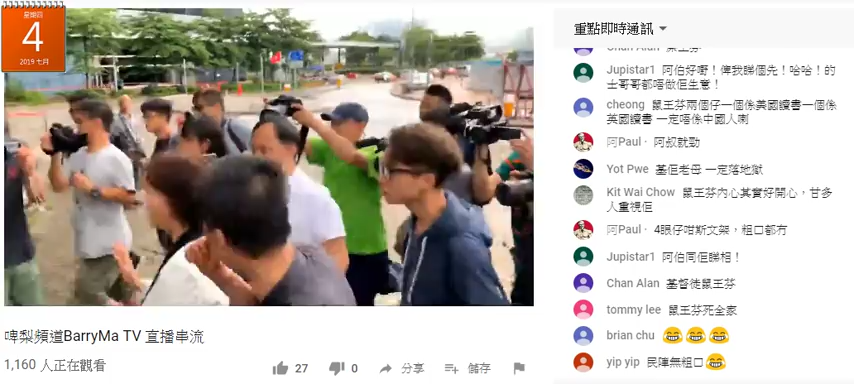 星期四
4
2019 七月
重點即時通訊
Chan Alan
Jupistar1 阿伯好嘢！俾我睇個先！哈哈！的
士哥哥都唔做佢生意！
cheong 鼠王芬兩個仔一個係美國讀書一個係
英國讀書 一定唔係中國人喇
阿Paul · 阿叔就勁
Yot Pwe 基佢老母 一定落地獄
Kit Wai Chow 鼠王芬內心其實好開心，甘多
人重視佢
阿Paul · 4眼仔咁斯文架，粗口都冇
Jupistar1 阿伯同佢睇相！
Chan Alan 基督徒鼠王芬
tommy lee 鼠王芬死全家
brian chu 😂 😂 😂
yip yip 民陣無粗口😂
啤梨頻道BarryMa TV 直播串流
1,160 人正在觀看
27
0
分享
儲存